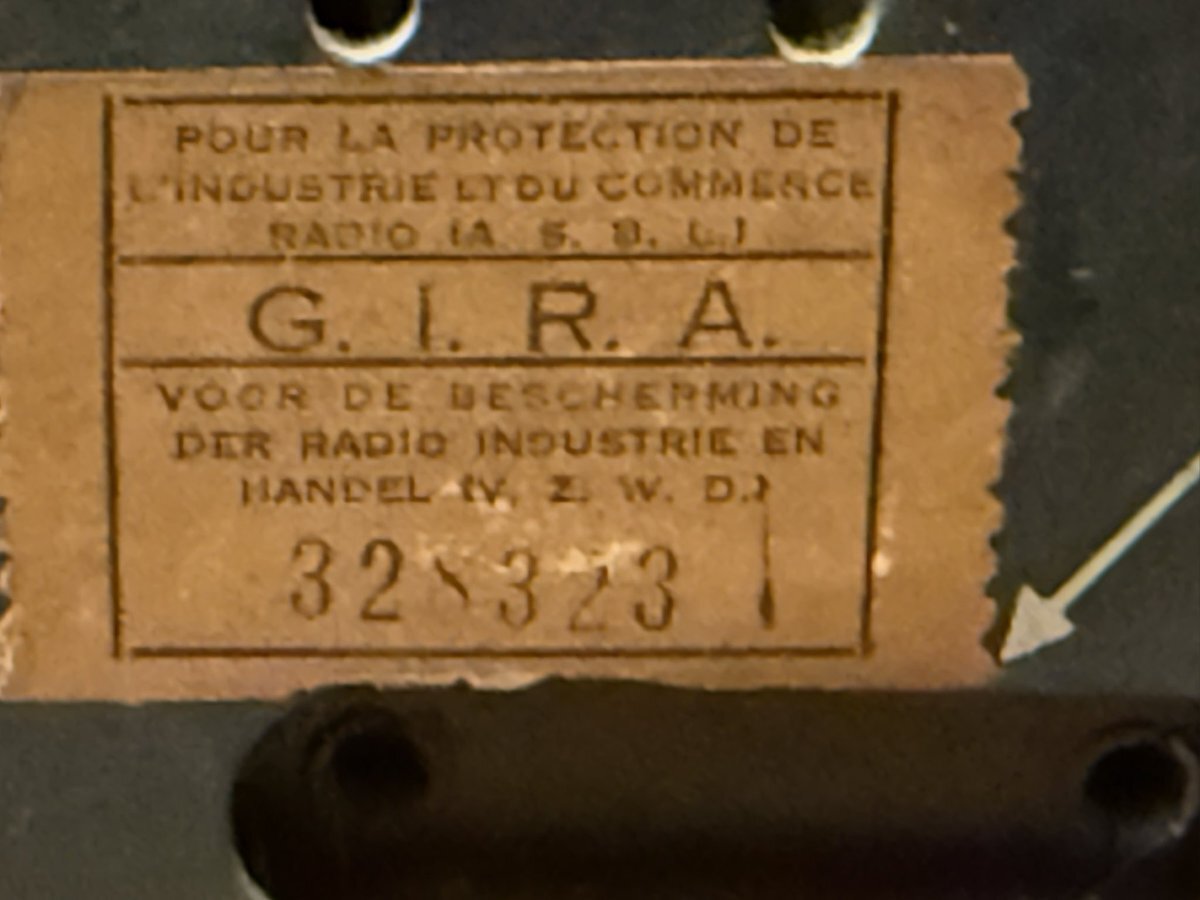 POUR LA PROTECTION DE
L'INDUSTRIE ET DU COMMERCE
RADIO (A. S. B. L.)
G. I. R. A.
VOOR DE BESCHERMING
DER RADIO INDUSTRIE EN
HANDEL (V. Z. W. D.)